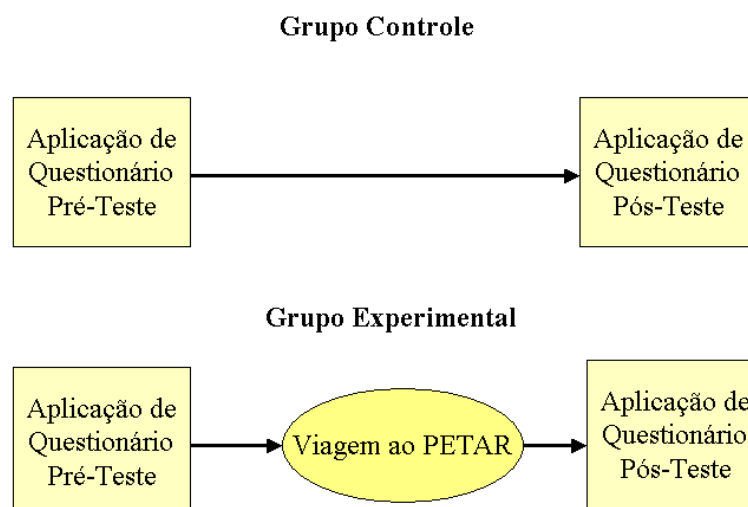 Grupo Controle
Aplicação de
Questionário
Pré-Teste
Aplicação de
Questionário
Pós-Teste
Grupo Experimental
Aplicação de
Questionário
Pré-Teste
Viagem ao PETAR
Aplicação de
Questionário
Pós-Teste